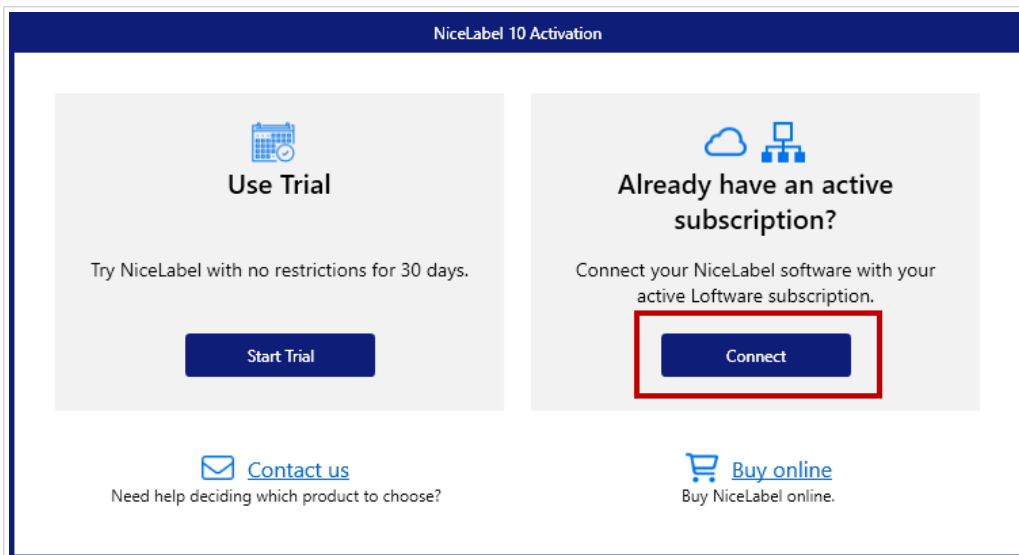 NiceLabel 10 Activation
Use Trial
Try NiceLabel with no restrictions for 30 days.
Start Trial
Already have an active
subscription?
Connect your NiceLabel software with your
active Loftware subscription.
Connect
Contact us
Need help deciding which product to choose?
Buy online
Buy NiceLabel online.